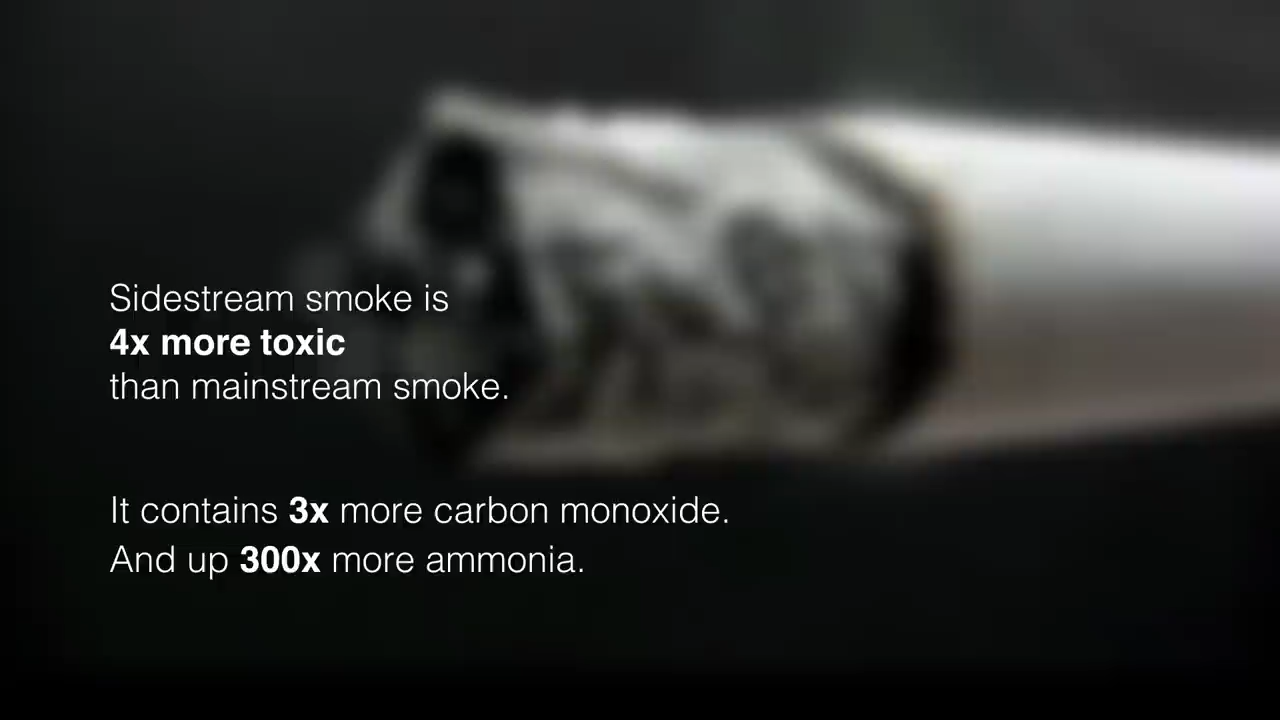 Sidestream smoke is
4x more toxic
than mainstream smoke.
It contains 3x more carbon monoxide.
And up 300x more ammonia.